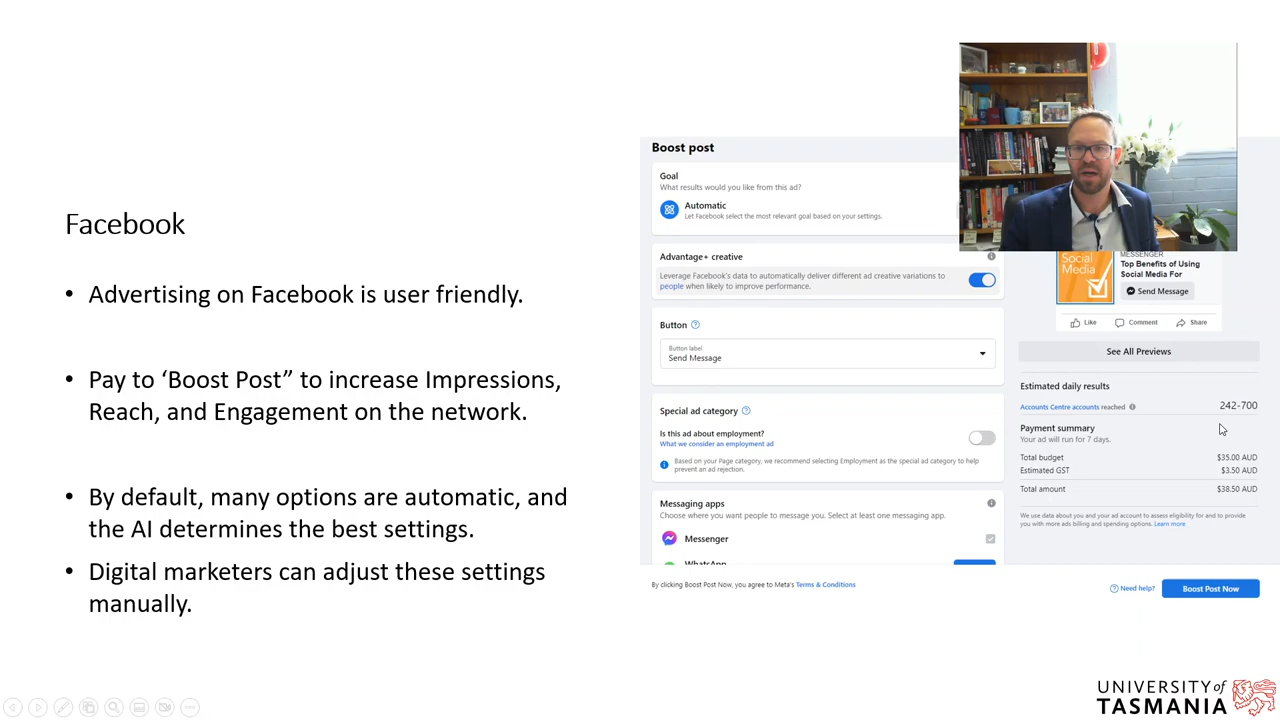 Facebook
• Advertising on Facebook is user friendly.
• Pay to ‘Boost Post” to increase Impressions,
Reach, and Engagement on the network.
• By default, many options are automatic, and
the AI determines the best settings.
• Digital marketers can adjust these settings
manually.
Boost post
Goal
What results would you like from this ad?
Automatic
Let Facebook select the most relevant goal based on your settings.
Advantage+ creative
Leverage Facebook's data to automatically deliver different ad creative variations to
people when likely to improve performance.
Button
Button label
Send Message
Special ad category
Is this ad about employment?
What we consider an employment ad
Based on your Page category, we recommend selecting Employment as the special ad category to help
prevent an ad rejection.
Messaging apps
Choose where you want people to message you. Select at least one messaging app.
Messenger
WhatsApp
By clicking Boost Post Now, you agree to Meta's Terms & Conditions
Social
Media
MESSENGER
Top Benefits of Using
Social Media For
Send Message
Like Comment Share
See All Previews
Estimated daily results
Accounts Centre accounts reached 242-700
Payment summary
Your ad will run for 7 days.
Total budget $35.00 AUD
Estimated GST $3.50 AUD
Total amount $38.50 AUD
We use data about you and your ad account to assess eligibility for and to provide
you with more ads billing and spending options. Learn more
Need help?
Boost Post Now
UNIVERSITY of
TASMANIA